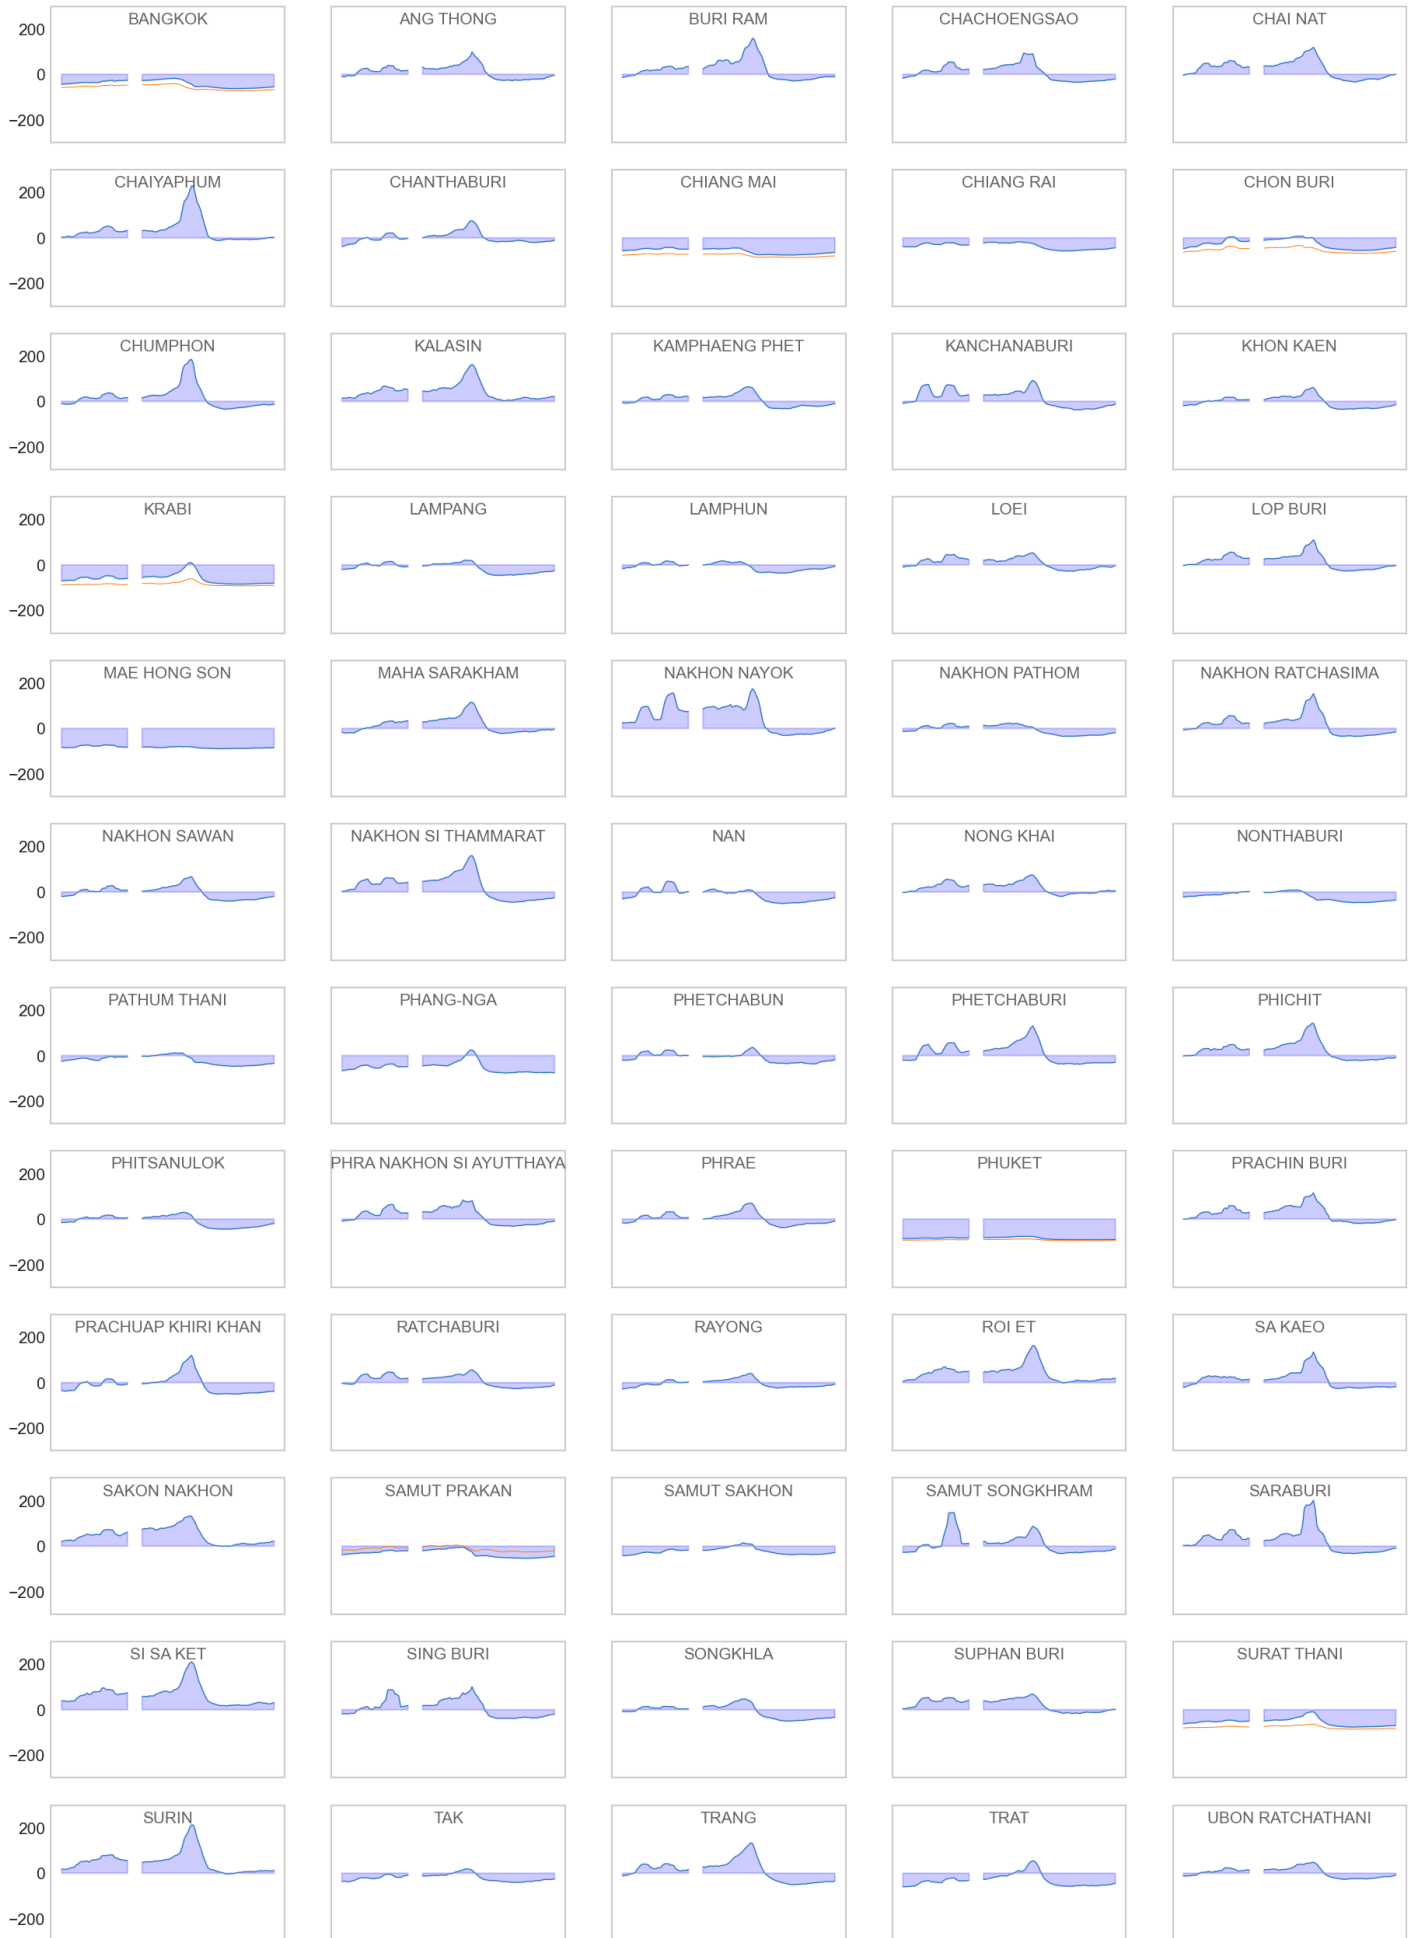 200 BANGKOK ANG THONG BURI RAM CHACHOENGSAO CHAI NAT
0
−200
200 CHAIYAPHUM CHANTHABURI CHIANG MAI CHIANG RAI CHON BURI
0
−200
200 CHUMPHON KALASIN KAMPHAENG PHET KANCHANABURI KHON KAEN
0
−200
200 KRABI LAMPANG LAMPHUN LOEI LOP BURI
0
−200
200 MAE HONG SON MAHA SARAKHAM NAKHON NAYOK NAKHON PATHOM NAKHON RATCHASIMA
0
−200
200 NAKHON SAWAN NAKHON SI THAMMARAT NAN NONG KHAI NONTHABURI
0
−200
200 PATHUM THANI PHANG-NGA PHETCHABUN PHETCHABURI PHICHIT
0
−200
200 PHITSANULOK PHRA NAKHON SI AYUTTHAYA PHRAE PHUKET PRACHIN BURI
0
−200
200 PRACHUAP KHIRI KHAN RATCHABURI RAYONG ROI ET SA KAEO
0
−200
200 SAKON NAKHON SAMUT PRAKAN SAMUT SAKHON SAMUT SONGKHRAM SARABURI
0
−200
200 SI SA KET SING BURI SONGKHLA SUPHAN BURI SURAT THANI
0
−200
200 SURIN TAK TRANG TRAT UBON RATCHATHANI
0
−200